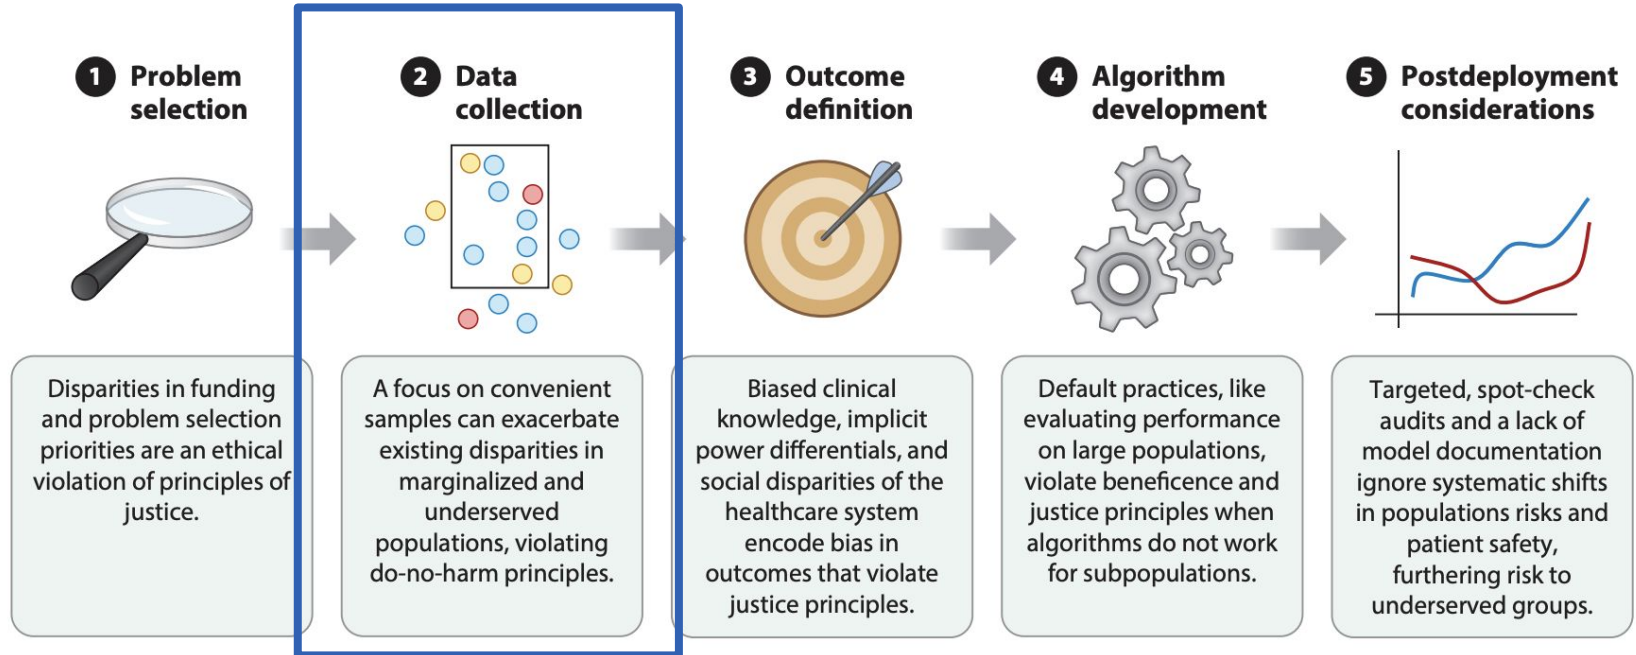 1 Problem
selection
2 Data
collection
3 Outcome
definition
4 Algorithm
development
5 Postdeployment
considerations
Disparities in funding
and problem selection
priorities are an ethical
violation of principles of
justice.
A focus on convenient
samples can exacerbate
existing disparities in
marginalized and
underserved
populations, violating
do-no-harm principles.
Biased clinical
knowledge, implicit
power differentials, and
social disparities of the
healthcare system
encode bias in
outcomes that violate
justice principles.
Default practices, like
evaluating performance
on large populations,
violate beneficence and
justice principles when
algorithms do not work
for subpopulations.
Targeted, spot-check
audits and a lack of
model documentation
ignore systematic shifts
in populations risks and
patient safety,
furthering risk to
underserved groups.